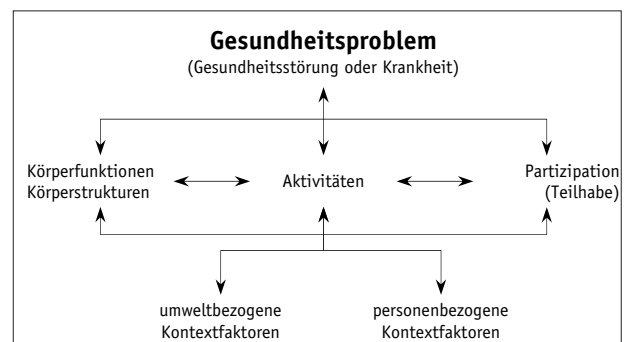 Gesundheitsproblem
(Gesundheitsstörung oder Krankheit)
Körperfunktionen
Körperstrukturen
Aktivitäten
Partizipation
(Teilhabe)
umweltbezogene
Kontextfaktoren
personenbezogene
Kontextfaktoren